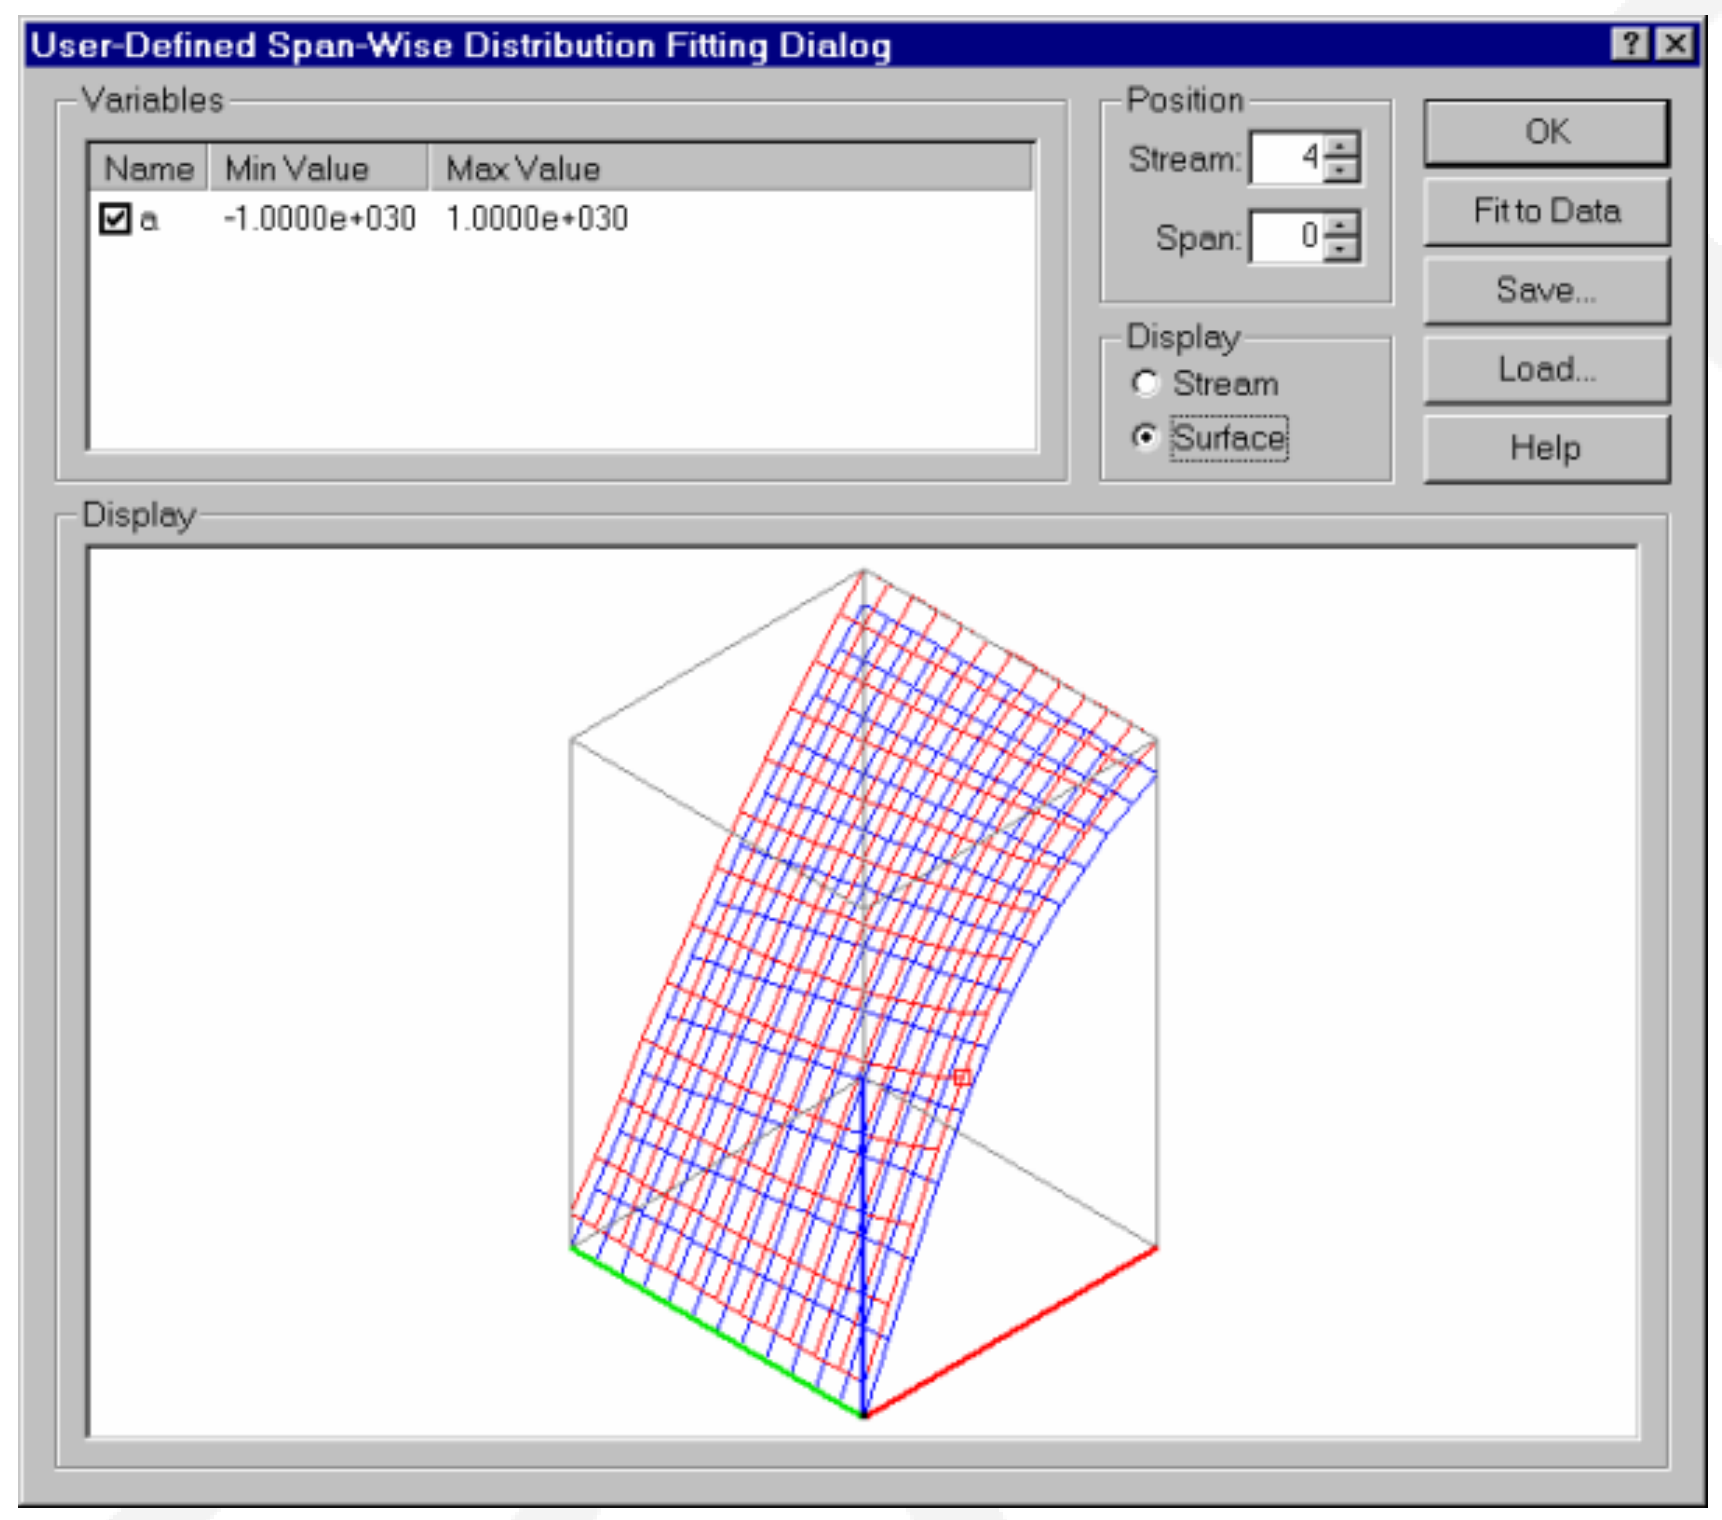 User-Defined Span-Wise Distribution Fitting Dialog
Variables
Name Min Value Max Value
a -1.0000e+030 1.0000e+030
Position
Stream: 4
Span: 0
Display
Stream
Surface
OK
Fit to Data
Save...
Load...
Help
Display